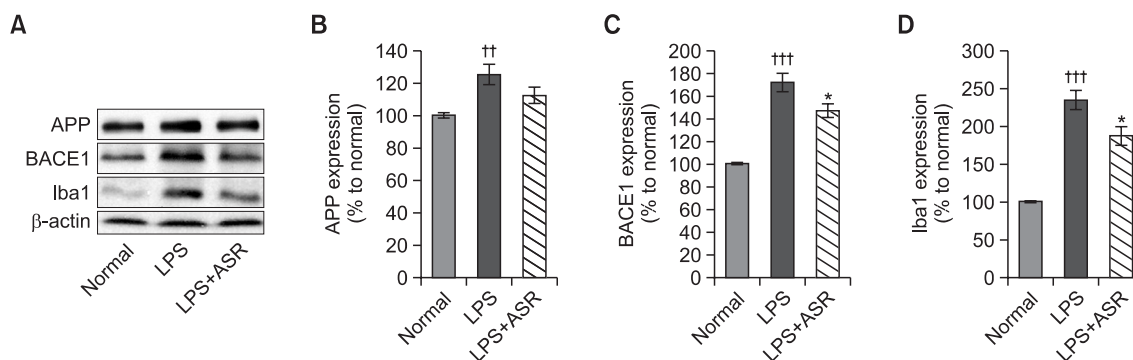 A
APP
BACE1
Iba1
β-actin
Normal
LPS
LPS+ASR
B
APP expression
(% to normal)
140
120
100
80
60
40
20
0
††
Normal
LPS
LPS+ASR
C
BACE1 expression
(% to normal)
200
180
160
140
120
100
80
60
40
20
0
†††
*
Normal
LPS
LPS+ASR
D
Iba1 expression
(% to normal)
300
250
200
150
100
50
0
†††
*
Normal
LPS
LPS+ASR